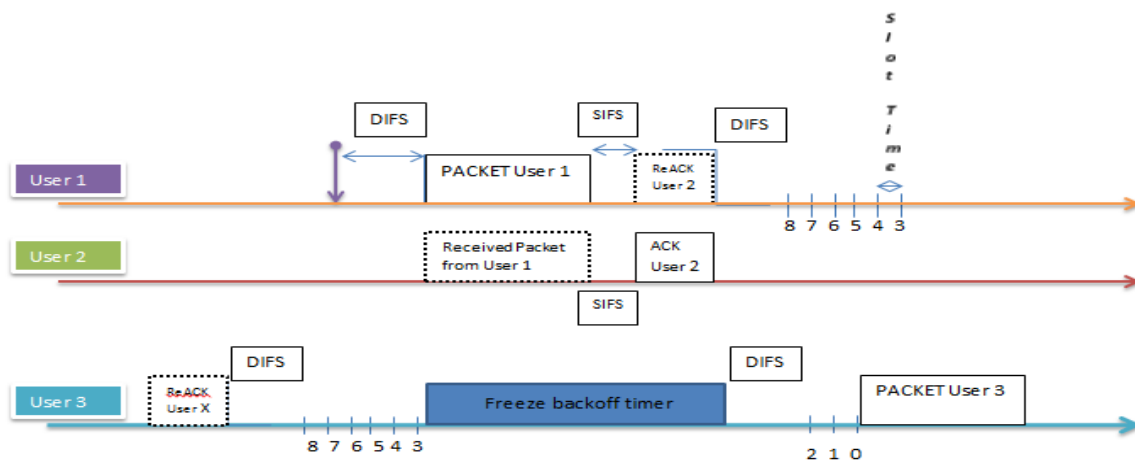 Slot Time
DIFS
SIFS
DIFS
User 1
PACKET User 1
ReACK
User 2
8 7 6 5 4 3
User 2
Received Packet
from User 1
ACK
User 2
SIFS
DIFS
DIFS
User 3
ReACK
User X
Freeze backoff timer
PACKET User 3
8 7 6 5 4 3
2 1 0